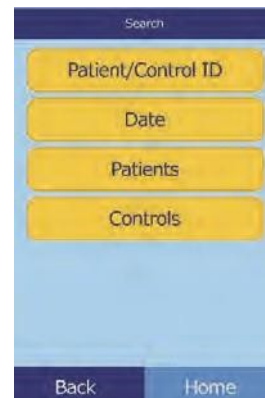 Search
Patient/Control ID
Date
Patients
Controls
Back Home